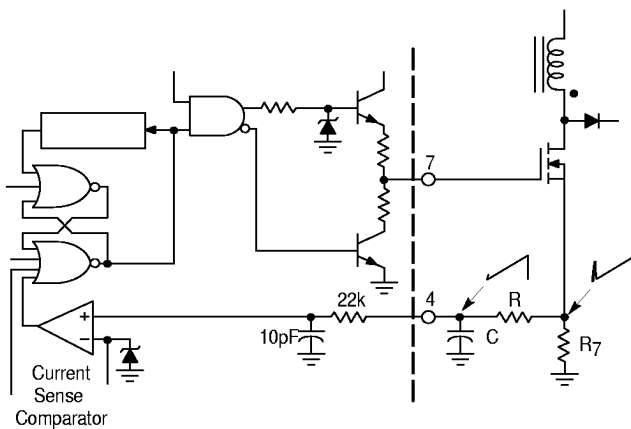 7
22k
4
R
+
10pF
C
−
R7
Current
Sense
Comparator